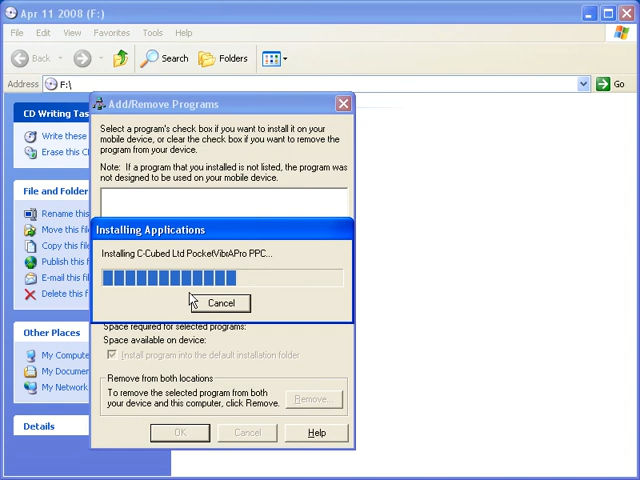 Apr 11 2008 (F:)
File Edit View Favorites Tools Help
Back Search Folders
Address F:\ Go
CD Writing Tas
Write these
Erase this C
File and Folder
Rename this
Move this fi
Copy this
Publish this
E-mail this f
Delete this f
Other Places
My Compute
My Documen
My Network
Details
Add/Remove Programs
Select a program's check box if you want to install it on your
mobile device, or clear the check box if you want to remove
the program from your device.
Note: If a program that you installed is not listed, the program was
not designed to be used on your mobile device.
Installing Applications
Installing C-Cubed Ltd PocketVibrAPro PPC...
Cancel
Space required for selected programs:
Space available on device:
Install program into the default installation folder
Remove from both locations
To remove the selected program from both
your device and this computer, click Remove.
Remove...
OK Cancel Help